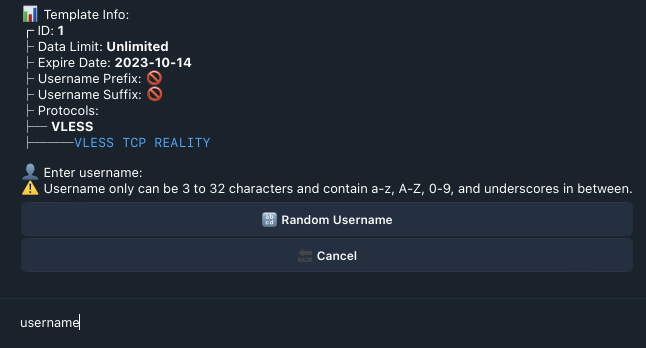 📊 Template Info:
┌ ID: 1
├ Data Limit: Unlimited
├ Expire Date: 2023-10-14
├ Username Prefix: 🚫
├ Username Suffix: 🚫
├ Protocols:
├── VLESS
├─────VLESS TCP REALITY
👤 Enter username:
⚠️ Username only can be 3 to 32 characters and contain a-z, A-Z, 0-9, and underscores in between.
🔡 Random Username
🔙 Cancel
username